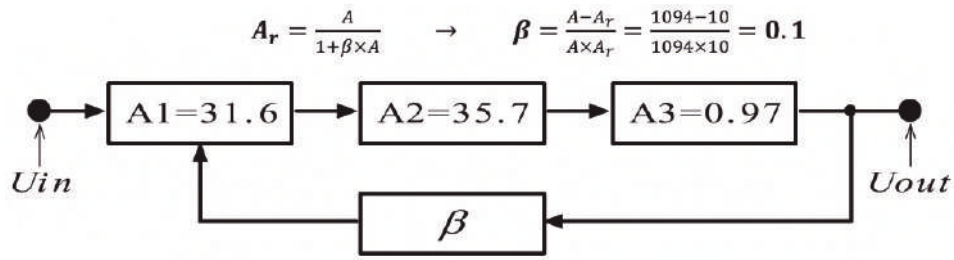 A_r = A / (1+β×A) → β = (A−A_r) / (A×A_r) = (1094−10) / (1094×10) = 0.1
A1=31.6 A2=35.7 A3=0.97
Uin Uout
β